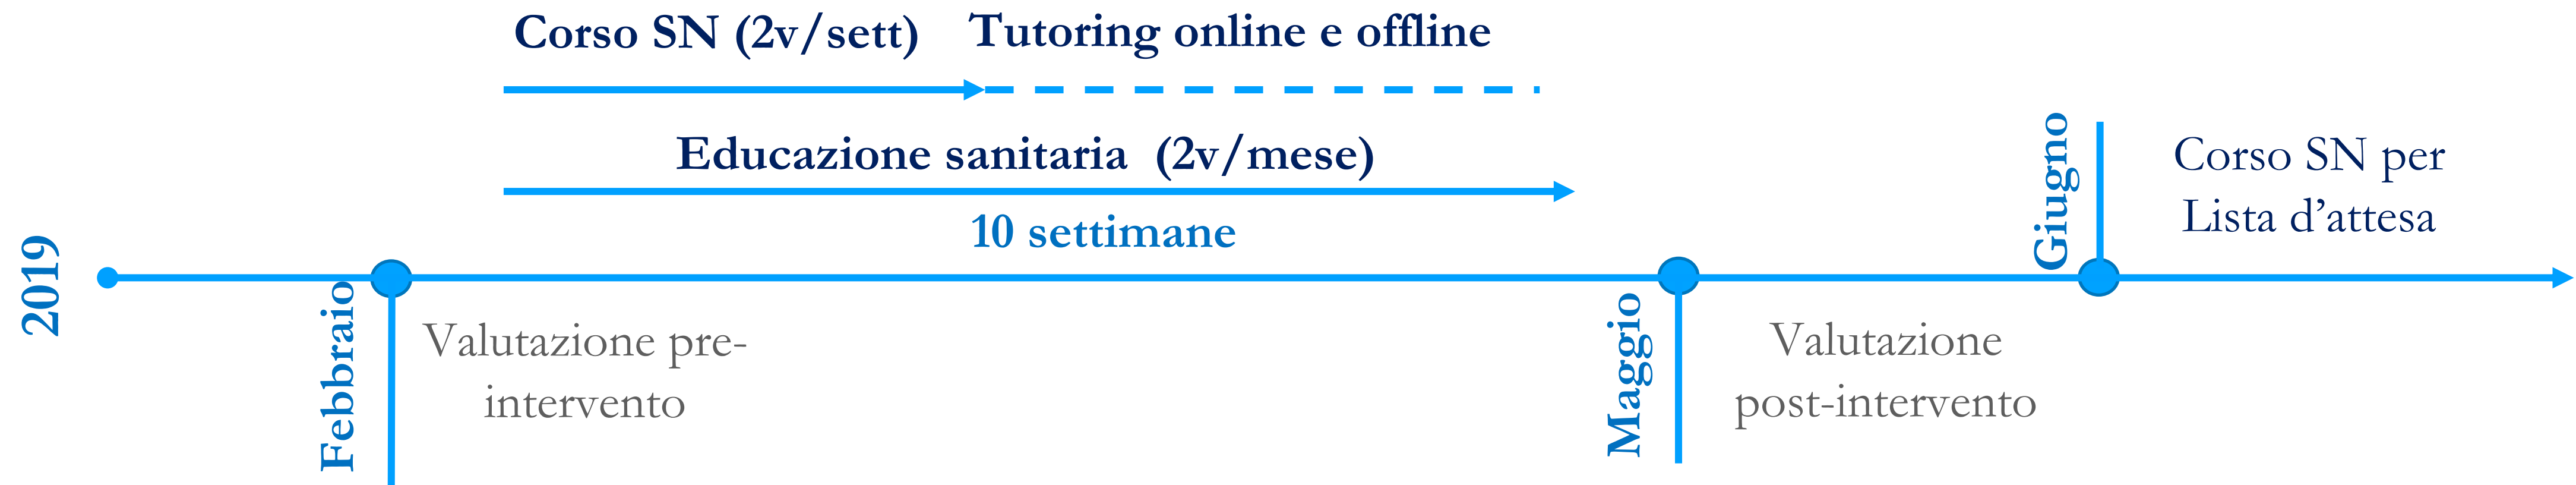 Corso SN (2v/sett)
Tutoring online e offline
Educazione sanitaria (2v/mese)
10 settimane
2019
Febbraio
Valutazione pre-
intervento
Maggio
Valutazione
post-intervento
Giugno
Corso SN per
Lista d’attesa